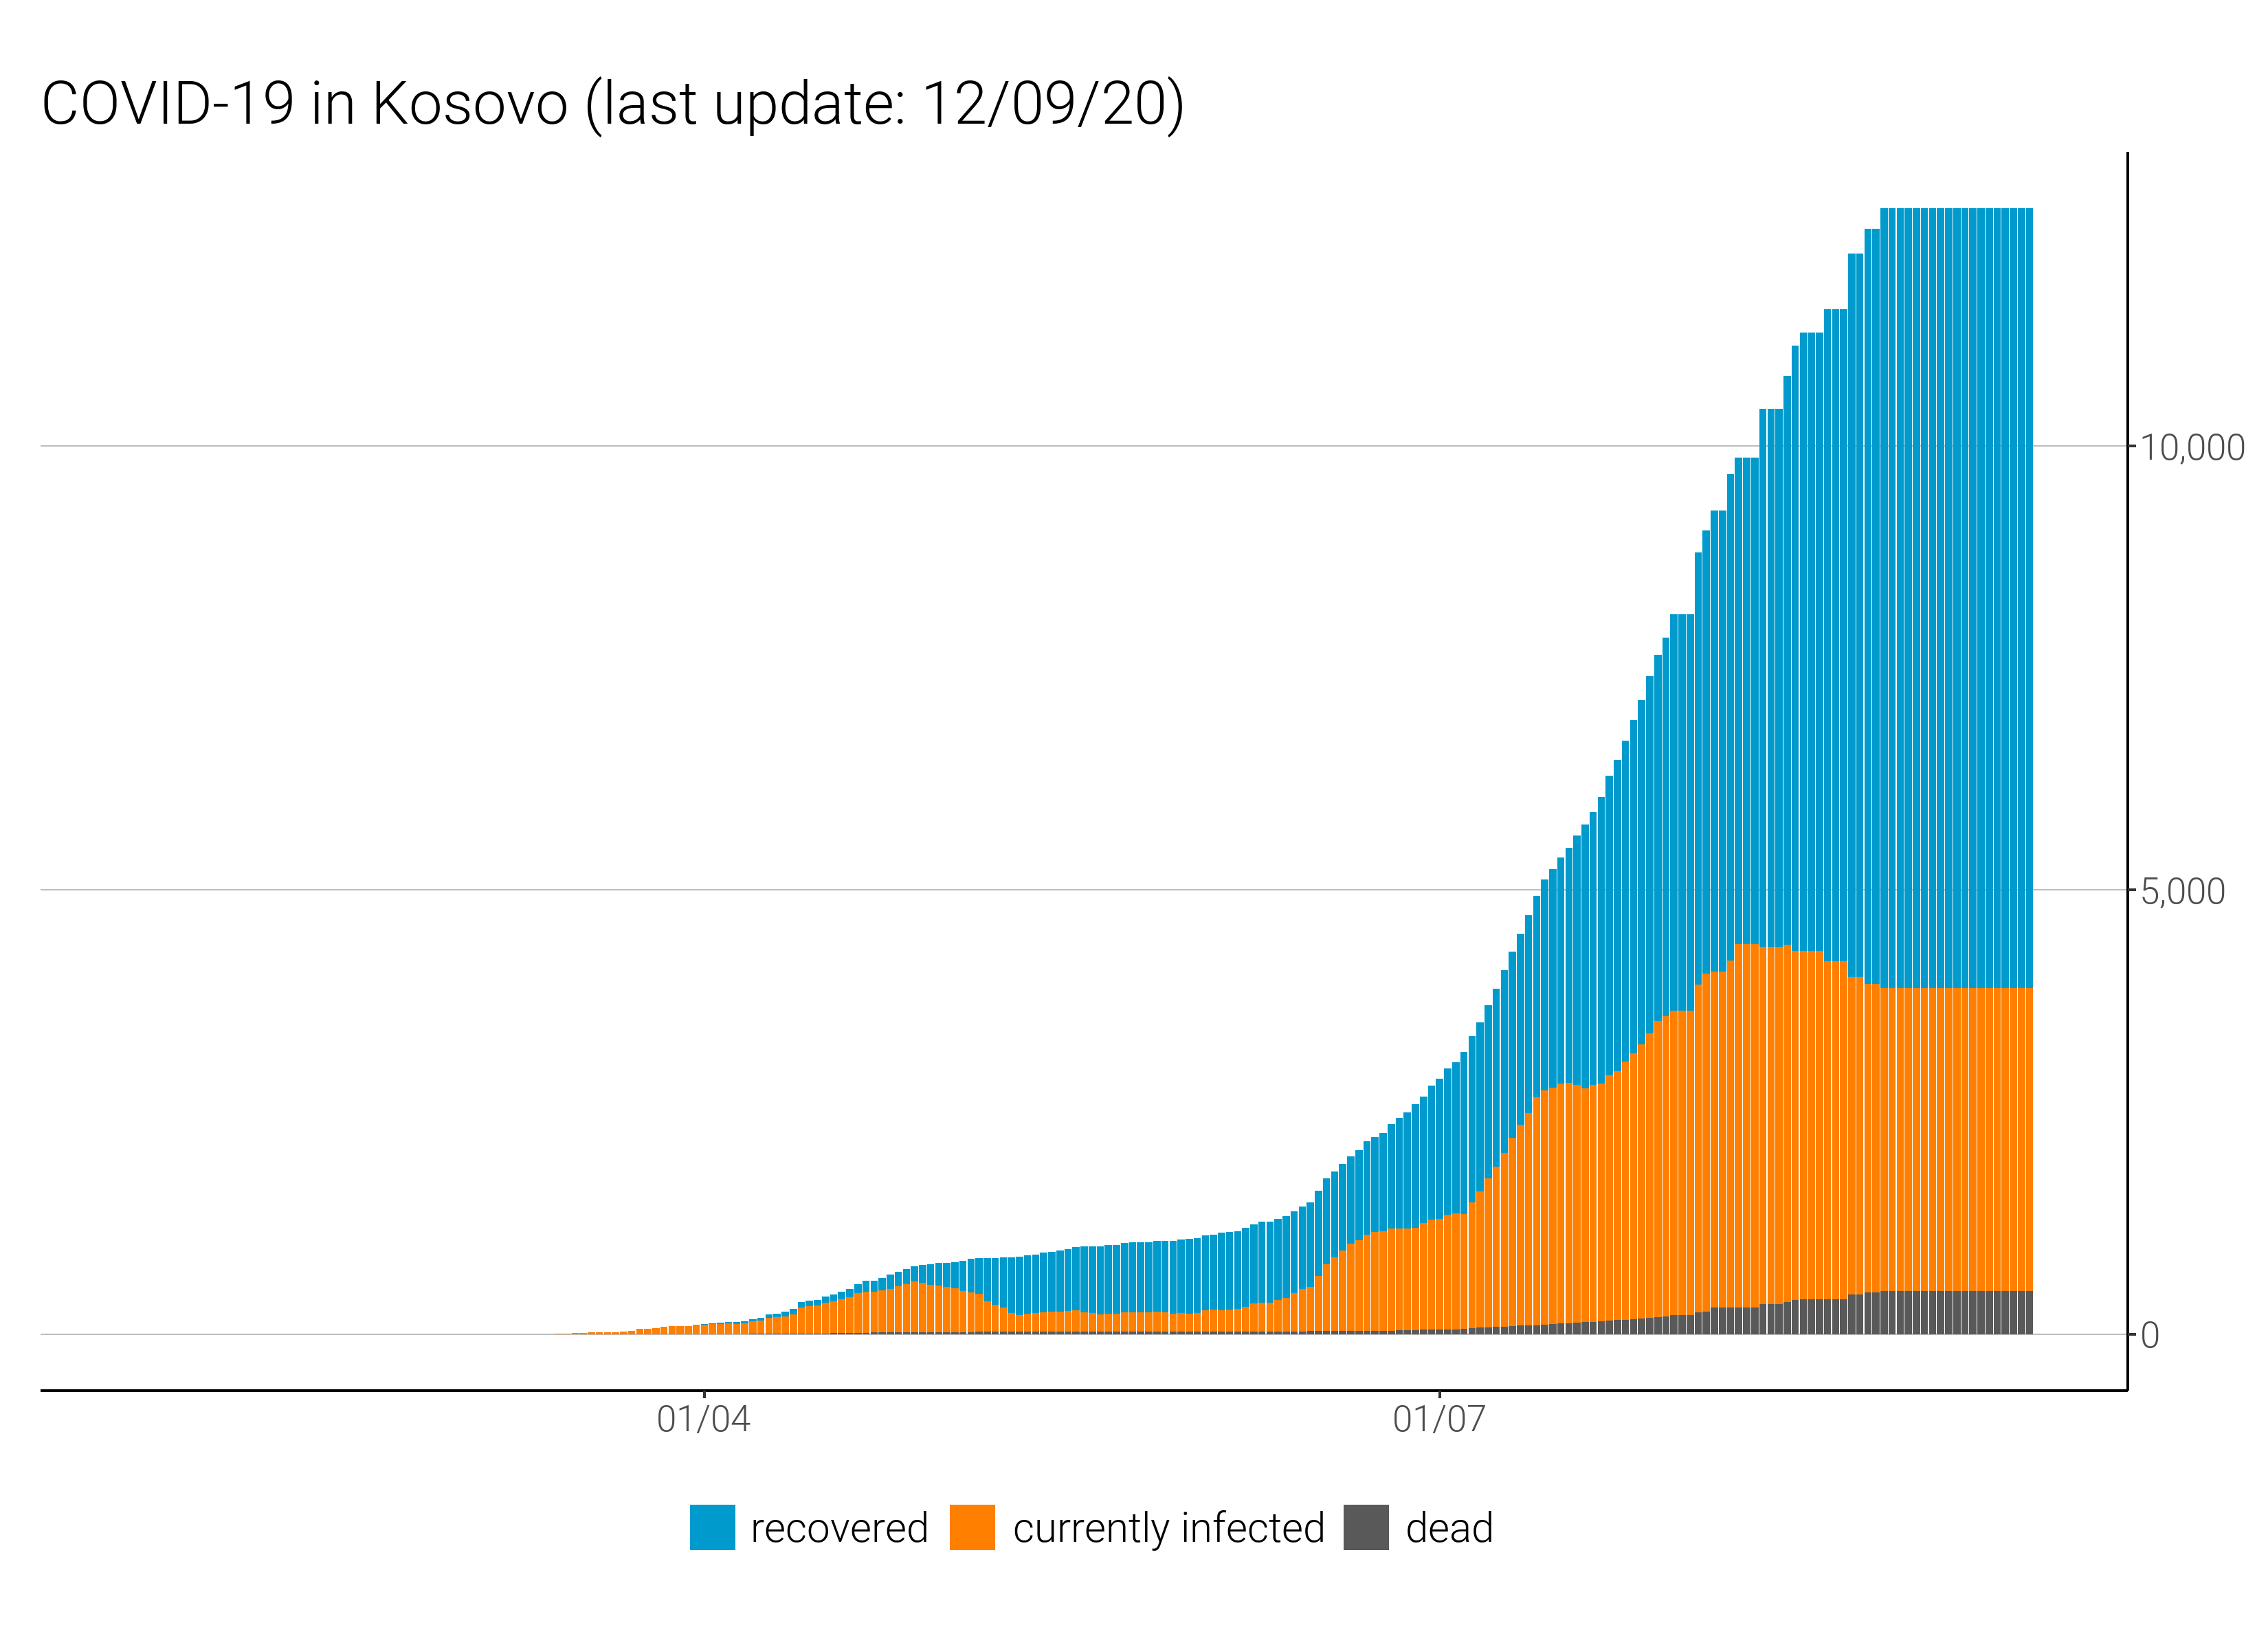 COVID-19 in Kosovo (last update: 12/09/20)
10,000
5,000
0
01/04 01/07
recovered currently infected dead